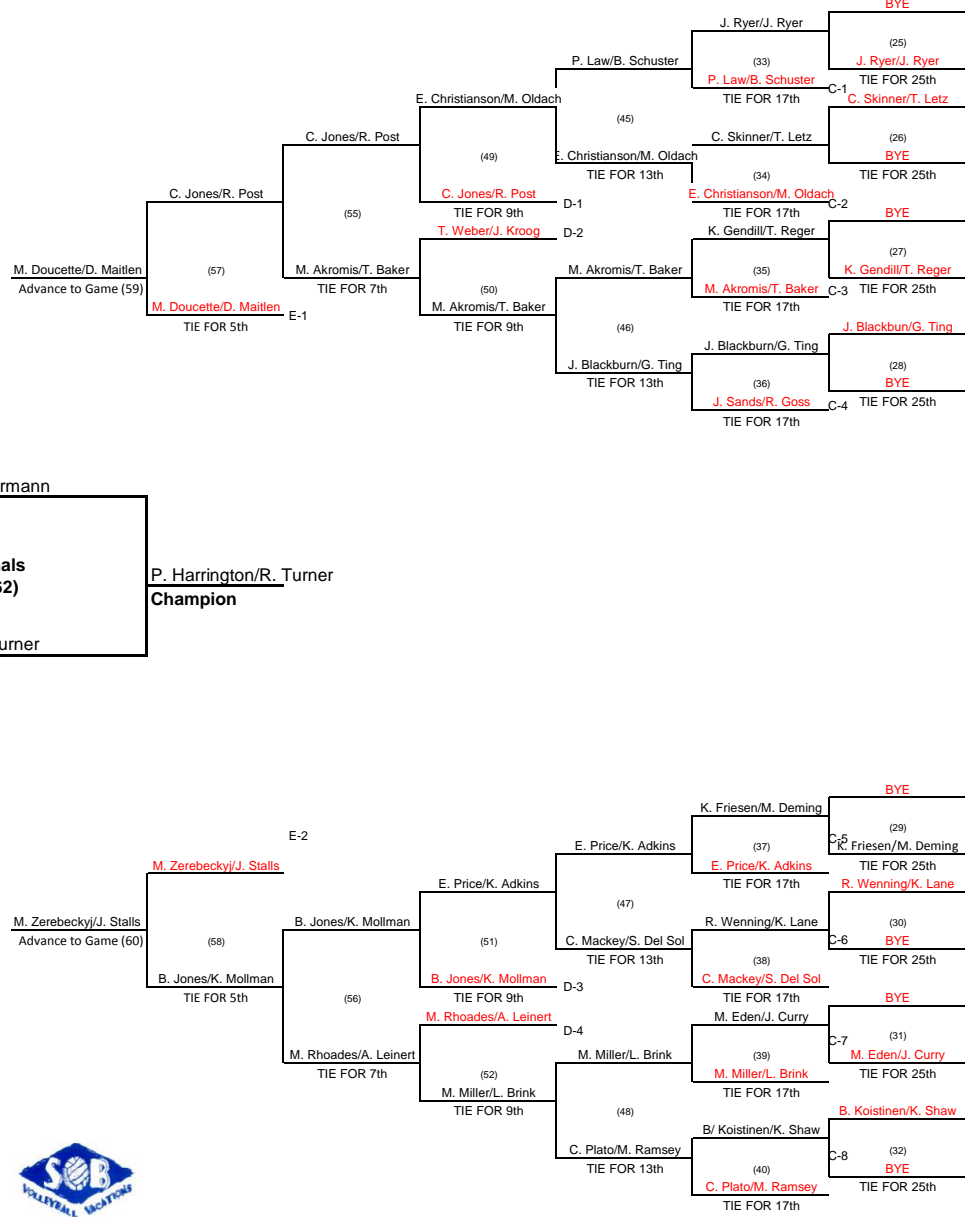 BYE
J. Ryer/J. Ryer
(25)
P. Law/B. Schuster
(33)
J. Ryer/J. Ryer
P. Law/B. Schuster
C-1
TIE FOR 25th
TIE FOR 17th
C. Skinner/T. Letz
E. Christianson/M. Oldach
(45)
C. Jones/R. Post
C. Skinner/T. Letz
(26)
(49)
E. Christianson/M. Oldach
BYE
TIE FOR 13th
(34)
TIE FOR 25th
C. Jones/R. Post
C. Jones/R. Post
E. Christianson/M. Oldach
D-1
C-2
TIE FOR 9th
TIE FOR 17th
(55)
BYE
T. Weber/J. Kroog
D-2
K. Gendill/T. Reger
(27)
M. Doucette/D. Maitlen
(57)
M. Akromis/T. Baker
M. Akromis/T. Baker
(35)
K. Gendill/T. Reger
Advance to Game (59)
TIE FOR 7th
(50)
M. Akromis/T. Baker
C-3
TIE FOR 25th
M. Doucette/D. Maitlen
E-1
M. Akromis/T. Baker
TIE FOR 17th
TIE FOR 5th
TIE FOR 9th
(46)
J. Blackbun/G. Ting
J. Blackburn/G. Ting
J. Blackburn/G. Ting
(28)
TIE FOR 13th
(36)
BYE
J. Sands/R. Goss
C-4
TIE FOR 25th
TIE FOR 17th
rmann
als
62)
P. Harrington/R. Turner
Champion
urner
BYE
K. Friesen/M. Deming
(29)
E-2
C-5
E. Price/K. Adkins
(37)
K. Friesen/M. Deming
M. Zerebeckyj/J. Stalls
E. Price/K. Adkins
TIE FOR 25th
TIE FOR 17th
E. Price/K. Adkins
R. Wenning/K. Lane
(47)
M. Zerebeckyj/J. Stalls
B. Jones/K. Mollman
R. Wenning/K. Lane
(30)
Advance to Game (60)
(58)
(51)
C. Mackey/S. Del Sol
C-6
BYE
TIE FOR 13th
(38)
TIE FOR 25th
B. Jones/K. Mollman
B. Jones/K. Mollman
D-3
C. Mackey/S. Del Sol
TIE FOR 5th
(56)
TIE FOR 9th
TIE FOR 17th
BYE
M. Rhoades/A. Leinert
D-4
M. Eden/J. Curry
C-7
(31)
M. Rhoades/A. Leinert
M. Miller/L. Brink
(39)
M. Eden/J. Curry
TIE FOR 7th
(52)
M. Miller/L. Brink
TIE FOR 25th
M. Miller/L. Brink
TIE FOR 17th
TIE FOR 9th
(48)
B. Koistinen/K. Shaw
B/ Koistinen/K. Shaw
C. Plato/M. Ramsey
C-8
(32)
TIE FOR 13th
(40)
BYE
C. Plato/M. Ramsey
TIE FOR 25th
TIE FOR 17th
SOB
VOLLEYBALL VACATIONS